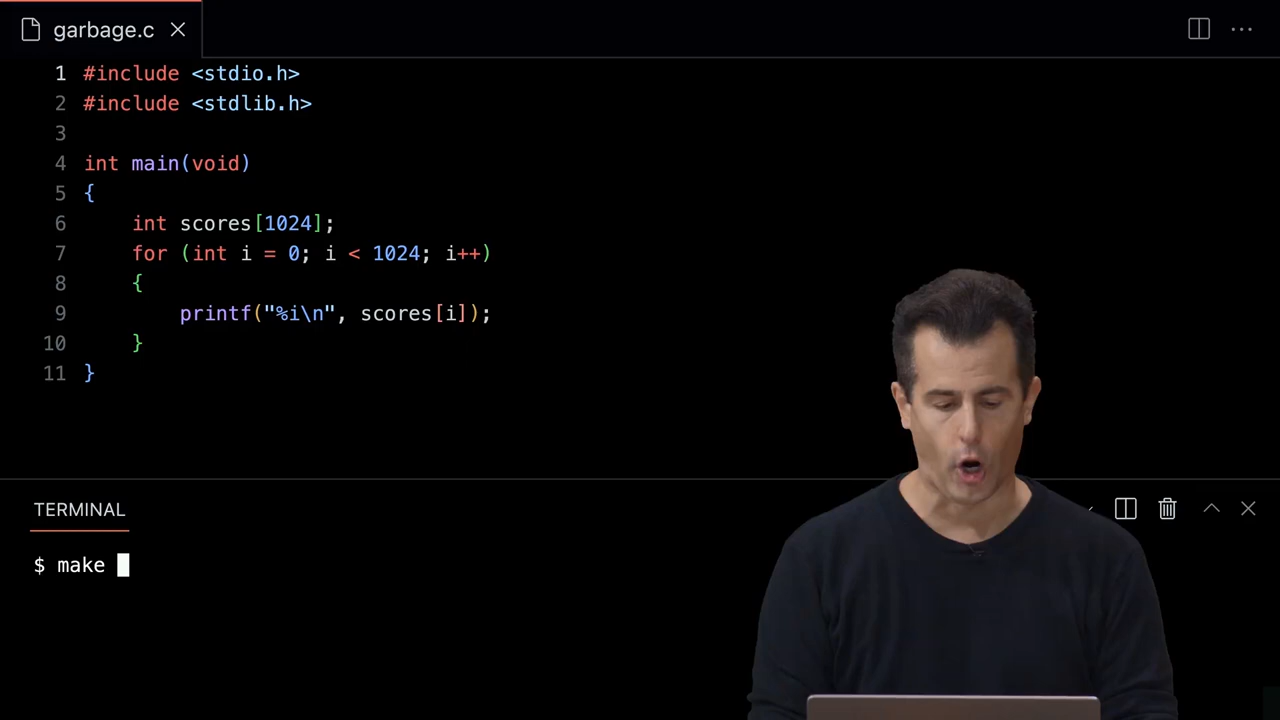 garbage.c
1 #include <stdio.h>
2 #include <stdlib.h>
3
4 int main(void)
5 {
6 int scores[1024];
7 for (int i = 0; i < 1024; i++)
8 {
9 printf("%i\n", scores[i]);
10 }
11 }
TERMINAL
$ make